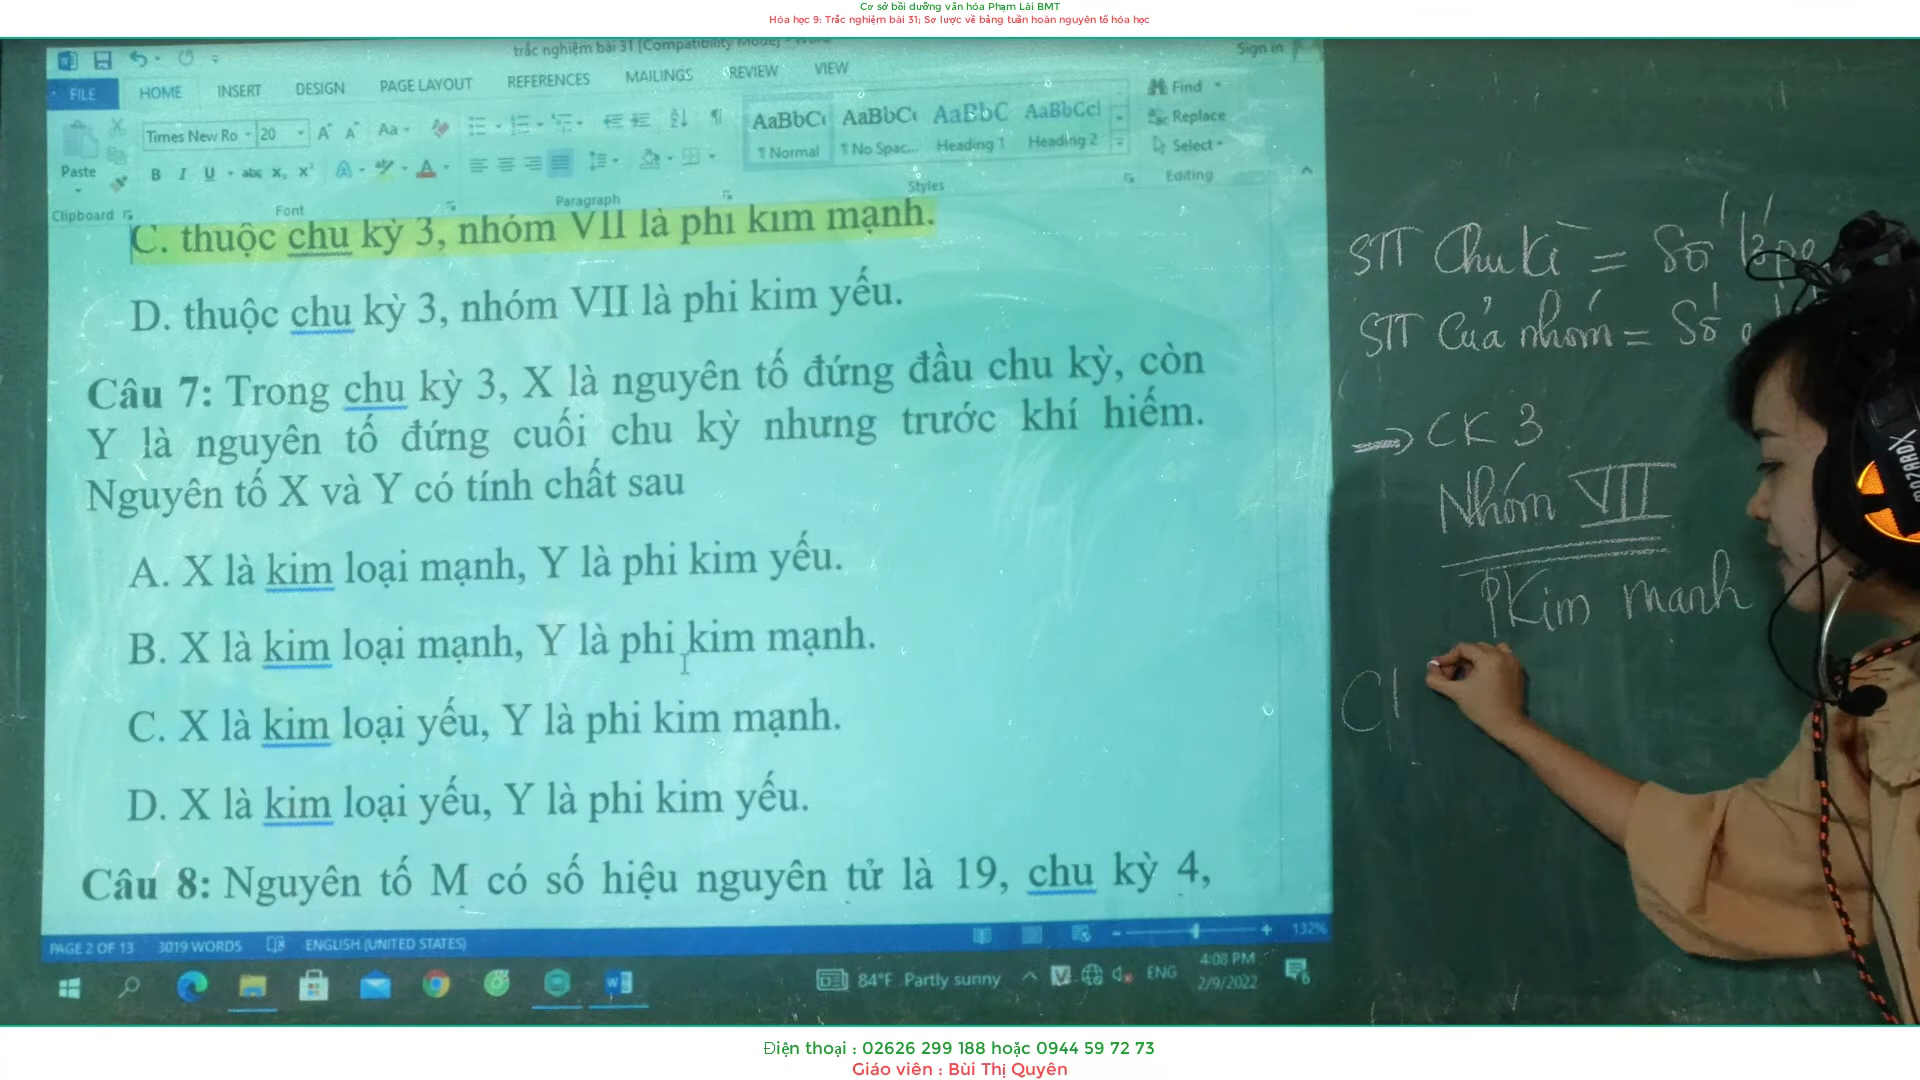 Cơ sở bồi dưỡng văn hóa Phạm Lài BMT
Hóa học 9: Trắc nghiệm bài 31; Sơ lược về bảng tuần hoàn nguyên tố hóa học
trắc nghiệm bài 31 [Compatibility Mode] - Word
Sign in
FILE HOME INSERT DESIGN PAGE LAYOUT REFERENCES MAILINGS REVIEW VIEW
Times New Ro 20
Paste
Clipboard Font Paragraph Styles Editing
AaBbCc AaBbCc AaBbC AaBbCcl
¶ Normal ¶ No Spac... Heading 1 Heading 2
Find
Replace
Select
C. thuộc chu kỳ 3, nhóm VII là phi kim mạnh.
D. thuộc chu kỳ 3, nhóm VII là phi kim yếu.
Câu 7: Trong chu kỳ 3, X là nguyên tố đứng đầu chu kỳ, còn
Y là nguyên tố đứng cuối chu kỳ nhưng trước khí hiếm.
Nguyên tố X và Y có tính chất sau
A. X là kim loại mạnh, Y là phi kim yếu.
B. X là kim loại mạnh, Y là phi kim mạnh.
C. X là kim loại yếu, Y là phi kim mạnh.
D. X là kim loại yếu, Y là phi kim yếu.
Câu 8: Nguyên tố M có số hiệu nguyên tử là 19, chu kỳ 4,
PAGE 2 OF 13 3019 WORDS ENGLISH (UNITED STATES) 132%
84°F Partly sunny ENG 4:08 PM
2/9/2022
STT Chu kì = Số lớp
STT Của nhóm = Số e
=> CK 3
Nhóm VII
PKim mạnh
Cl
Điện thoại : 02626 299 188 hoặc 0944 59 72 73
Giáo viên : Bùi Thị Quyên